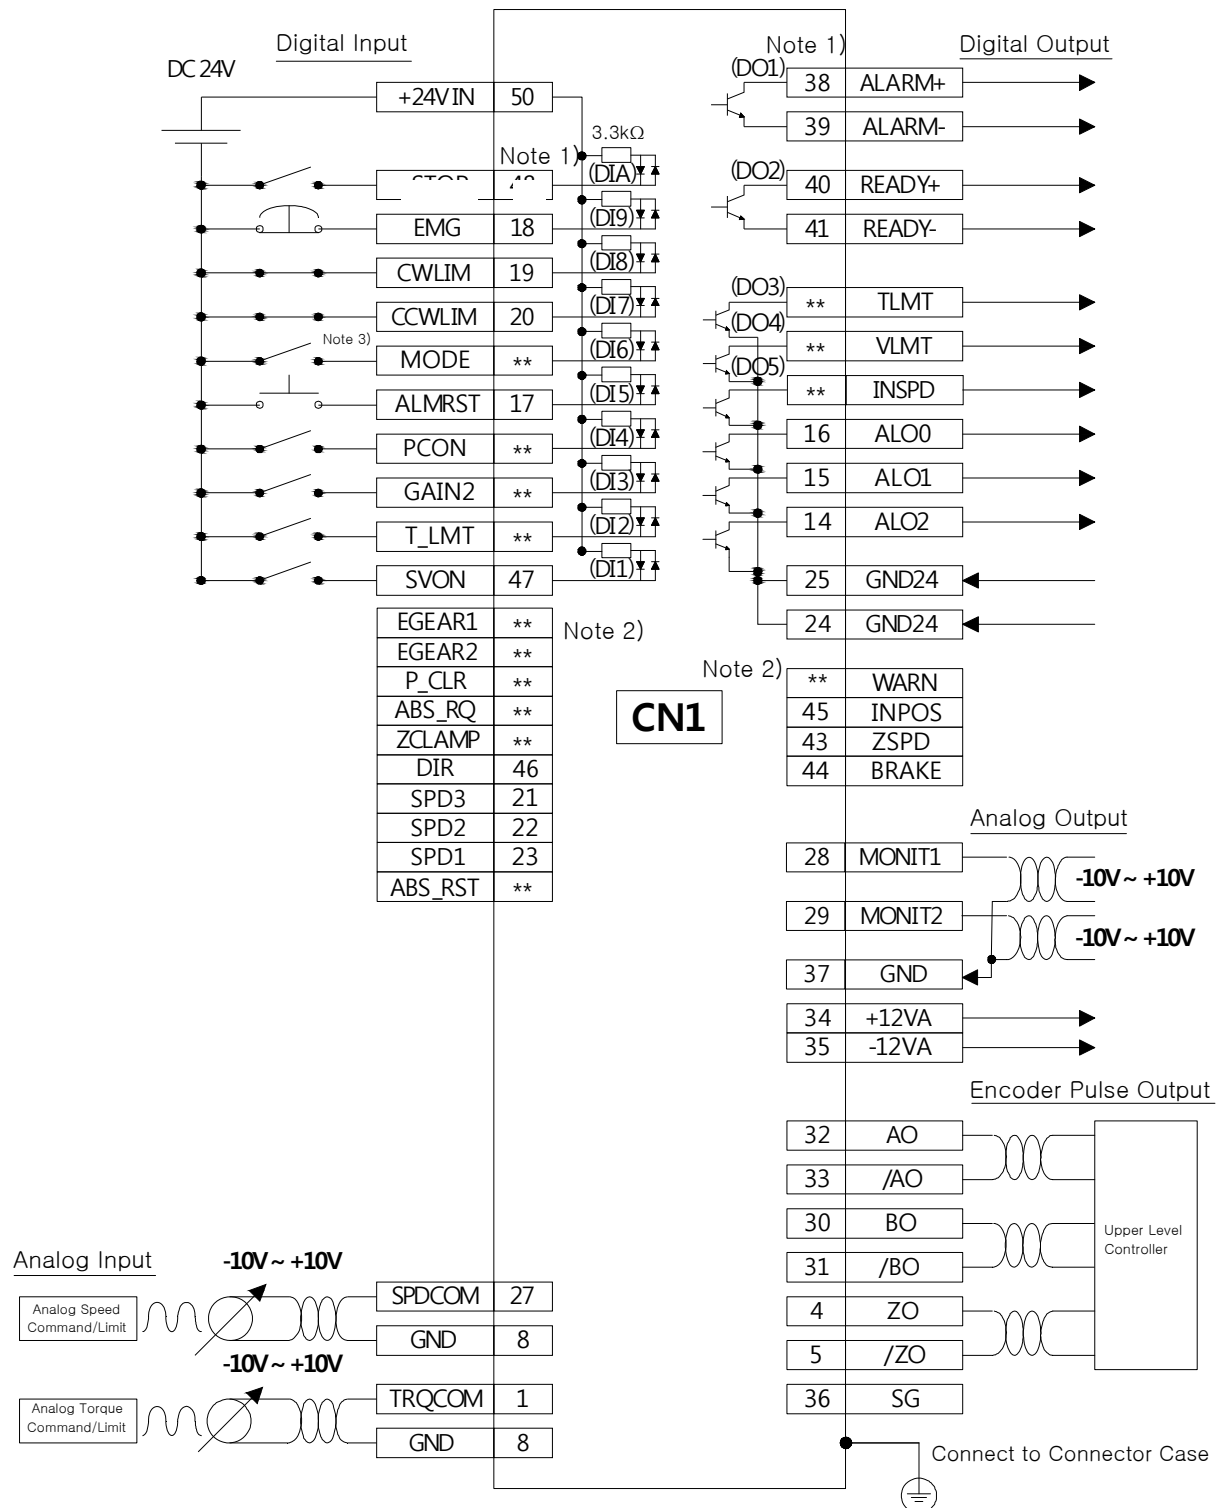 Digital Input
DC 24V
+24V IN 50
3.3kΩ
Note 1)
(DIA)
EMG 18 (DI9)
CWLIM 19 (DI8)
CCWLIM 20 (DI7)
Note 3)
MODE ** (DI6)
ALMRST 17 (DI5)
PCON ** (DI4)
GAIN2 ** (DI3)
T_LMT ** (DI2)
SVON 47 (DI1)
EGEAR1 **
Note 2)
EGEAR2 **
P_CLR **
ABS_RQ **
ZCLAMP **
DIR 46
SPD3 21
SPD2 22
SPD1 23
ABS_RST **
CN1
Note 1)
Digital Output
(DO1) 38 ALARM+
39 ALARM-
(DO2) 40 READY+
41 READY-
(DO3) ** TLMT
(DO4)
** VLMT
(DO5)
** INSPD
16 ALO0
15 ALO1
14 ALO2
25 GND24
24 GND24
Note 2)
** WARN
45 INPOS
43 ZSPD
44 BRAKE
Analog Output
28 MONIT1
-10V ~ +10V
29 MONIT2
-10V ~ +10V
37 GND
34 +12VA
35 -12VA
Encoder Pulse Output
32 AO
33 /AO
30 BO
31 /BO
4 ZO
5 /ZO
36 SG
Upper Level
Controller
Connect to Connector Case
Analog Input
-10V ~ +10V
Analog Speed
Command/Limit
SPDCOM 27
GND 8
-10V ~ +10V
Analog Torque
Command/Limit
TRQCOM 1
GND 8